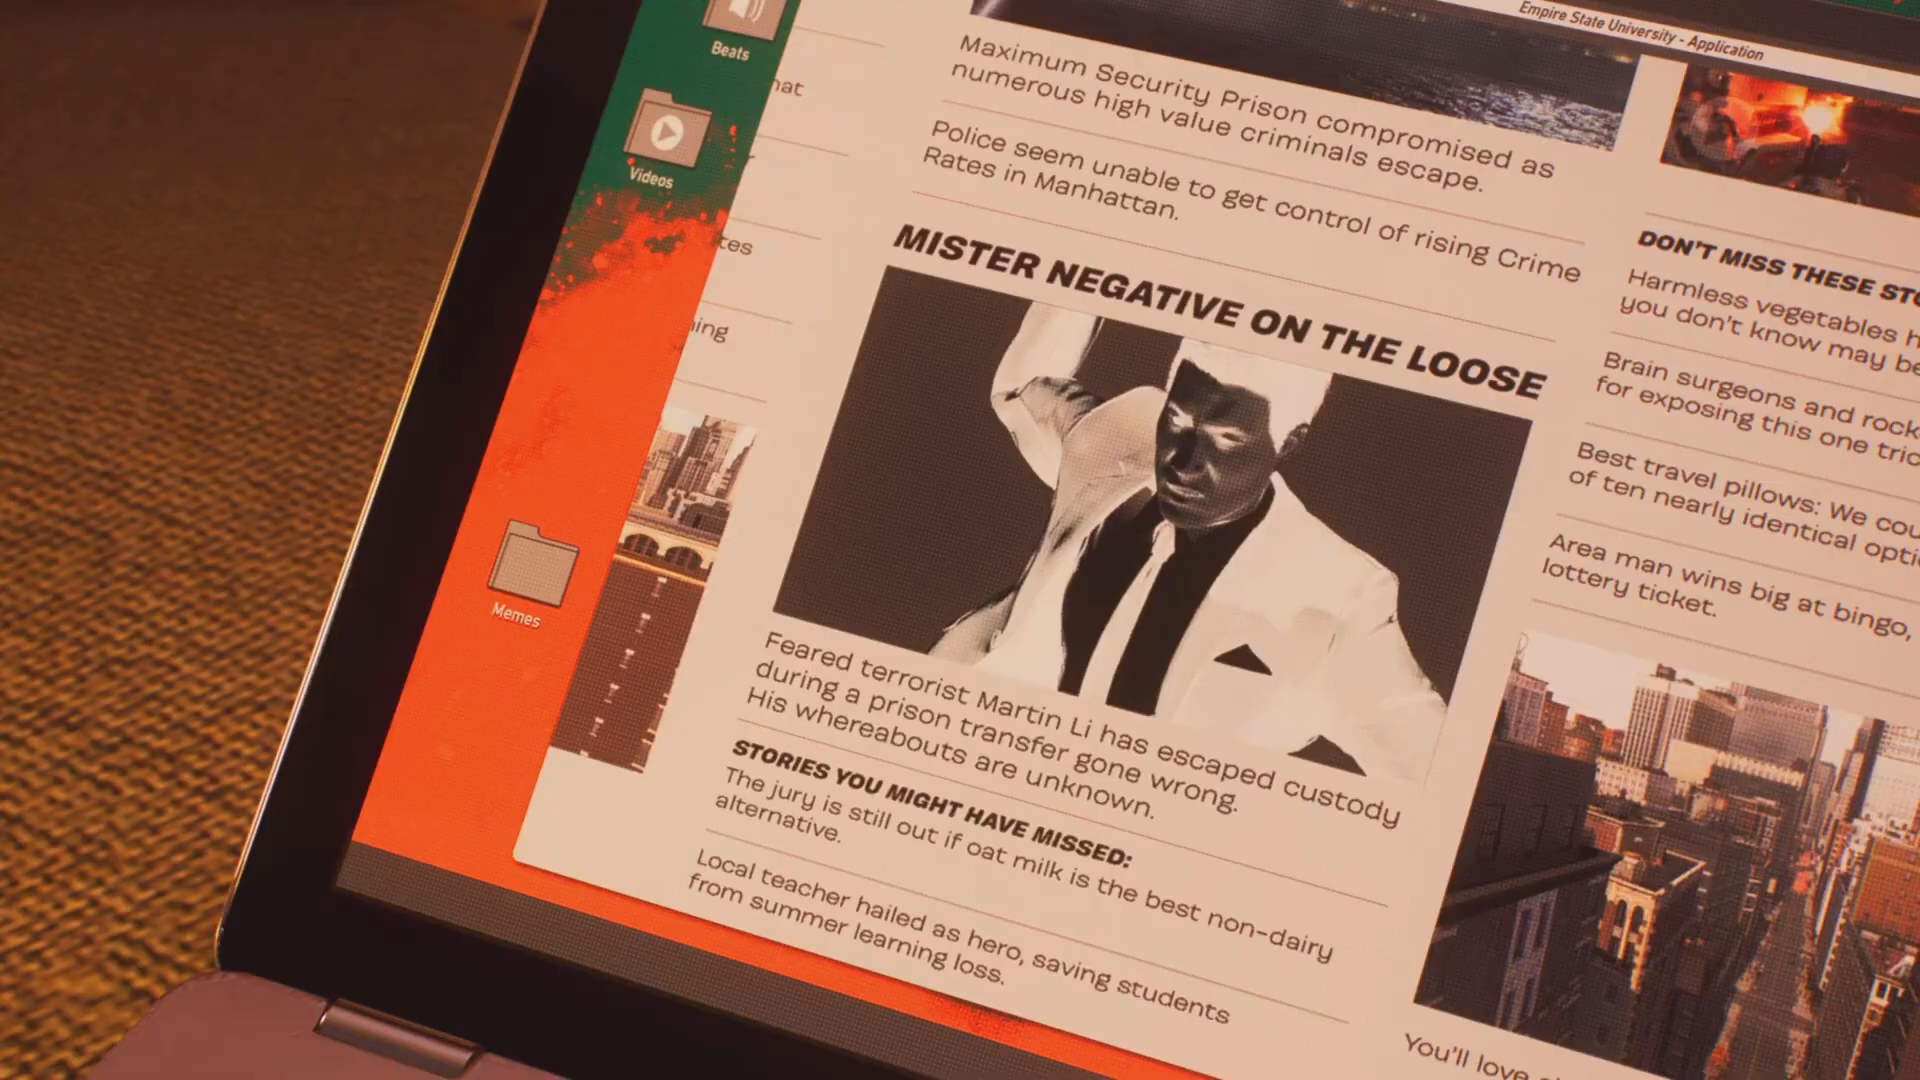 Beats
Videos
Memes
Empire State University - Application
Maximum Security Prison compromised as
numerous high value criminals escape.
Police seem unable to get control of rising Crime
Rates in Manhattan.
MISTER NEGATIVE ON THE LOOSE
Feared terrorist Martin Li has escaped custody
during a prison transfer gone wrong.
His whereabouts are unknown.
STORIES YOU MIGHT HAVE MISSED:
The jury is still out if oat milk is the best non-dairy
alternative.
Local teacher hailed as hero, saving students
from summer learning loss.
DON'T MISS THESE
Harmless vegetables
you don't know may be
Brain surgeons and
for exposing this one
Best travel pillows: We
of ten nearly identical
Area man wins big at bingo,
lottery ticket.
You'll love